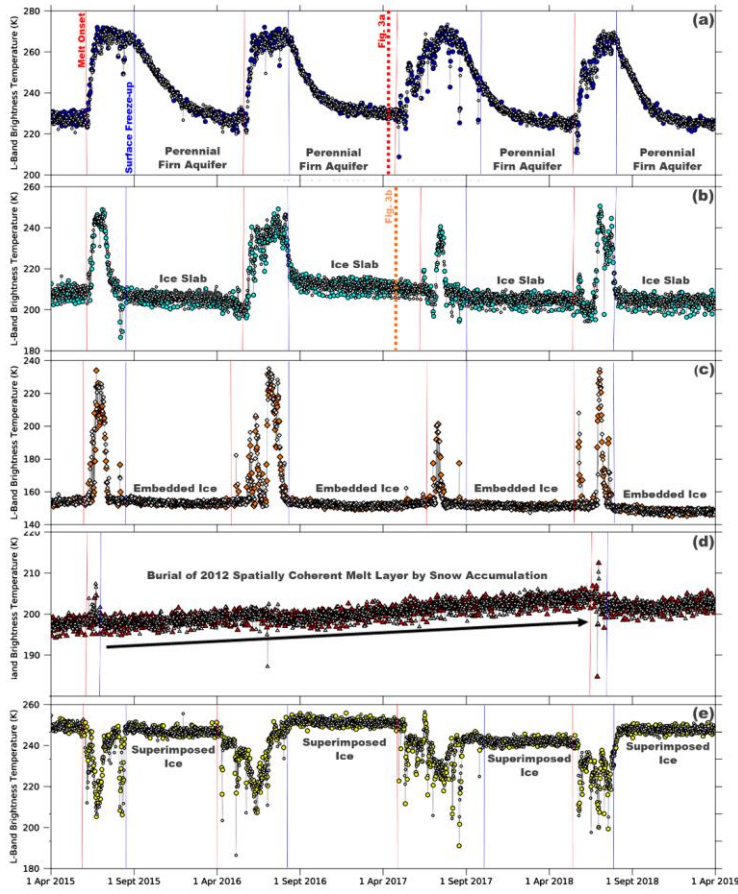 (a)
L-Band Brightness Temperature (K)
280
260
240
220
200
Melt Onset
Surface Freeze-up
Fig. 3a
Perennial
Firn Aquifer
Perennial
Firn Aquifer
Perennial
Firn Aquifer
Perennial
Firn Aquifer
(b)
L-Band Brightness Temperature (K)
260
240
220
200
180
Fig. 3b
Ice Slab
Ice Slab
Ice Slab
Ice Slab
(c)
L-Band Brightness Temperature (K)
240
220
200
180
160
140
Embedded Ice
Embedded Ice
Embedded Ice
Embedded Ice
(d)
land Brightness Temperature (K)
220
210
200
190
Burial of 2012 Spatially Coherent Melt Layer by Snow Accumulation
(e)
L-Band Brightness Temperature (K)
260
240
220
200
180
Superimposed
Ice
Superimposed
Ice
Superimposed
Ice
Superimposed
Ice
1 Apr 2015
1 Sept 2015
1 Apr 2016
1 Sept 2016
1 Apr 2017
1 Sept 2017
1 Apr 2018
1 Sept 2018
1 Apr 2019